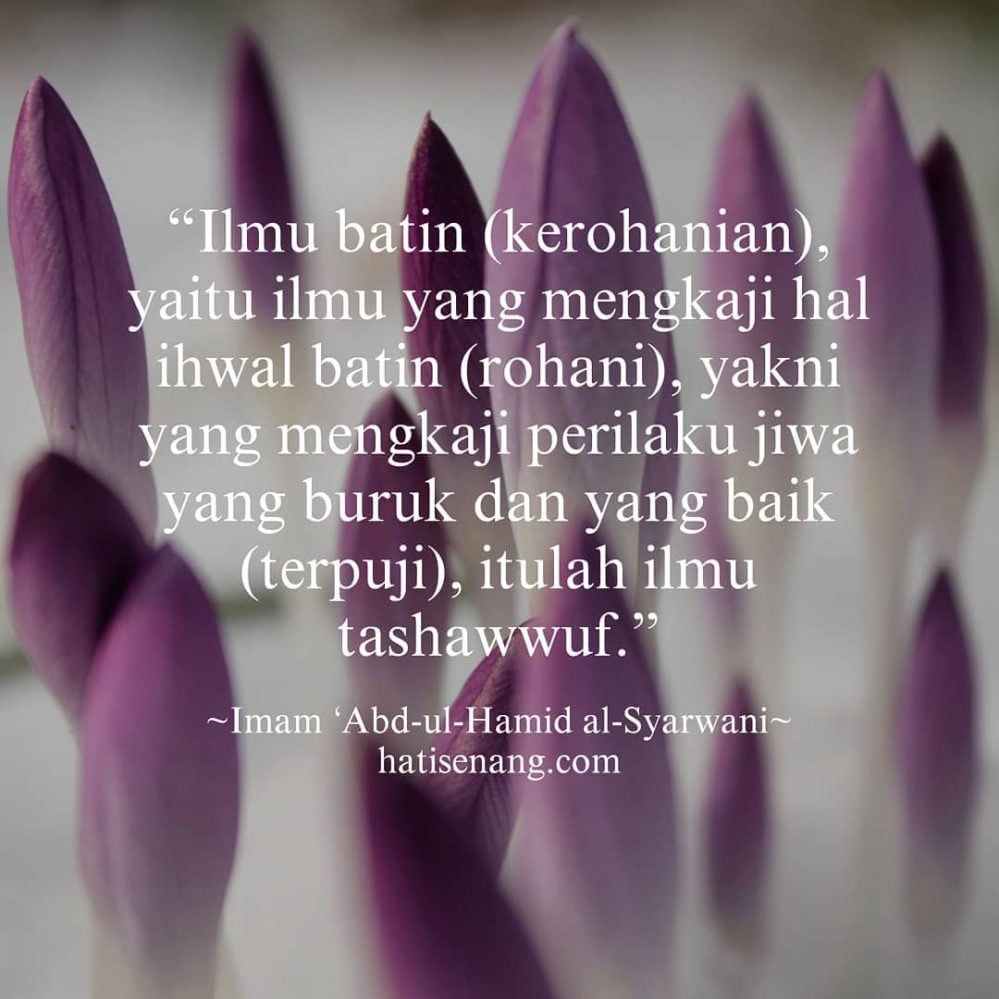 “Ilmu batin (kerohanian),
yaitu ilmu yang mengkaji hal
ihwal batin (rohani), yakni
yang mengkaji perilaku jiwa
yang buruk dan yang baik
(terpuji), itulah ilmu
tashawwuf.”
~Imam ‘Abd-ul-Hamid al-Syarwani~
hatisenang.com